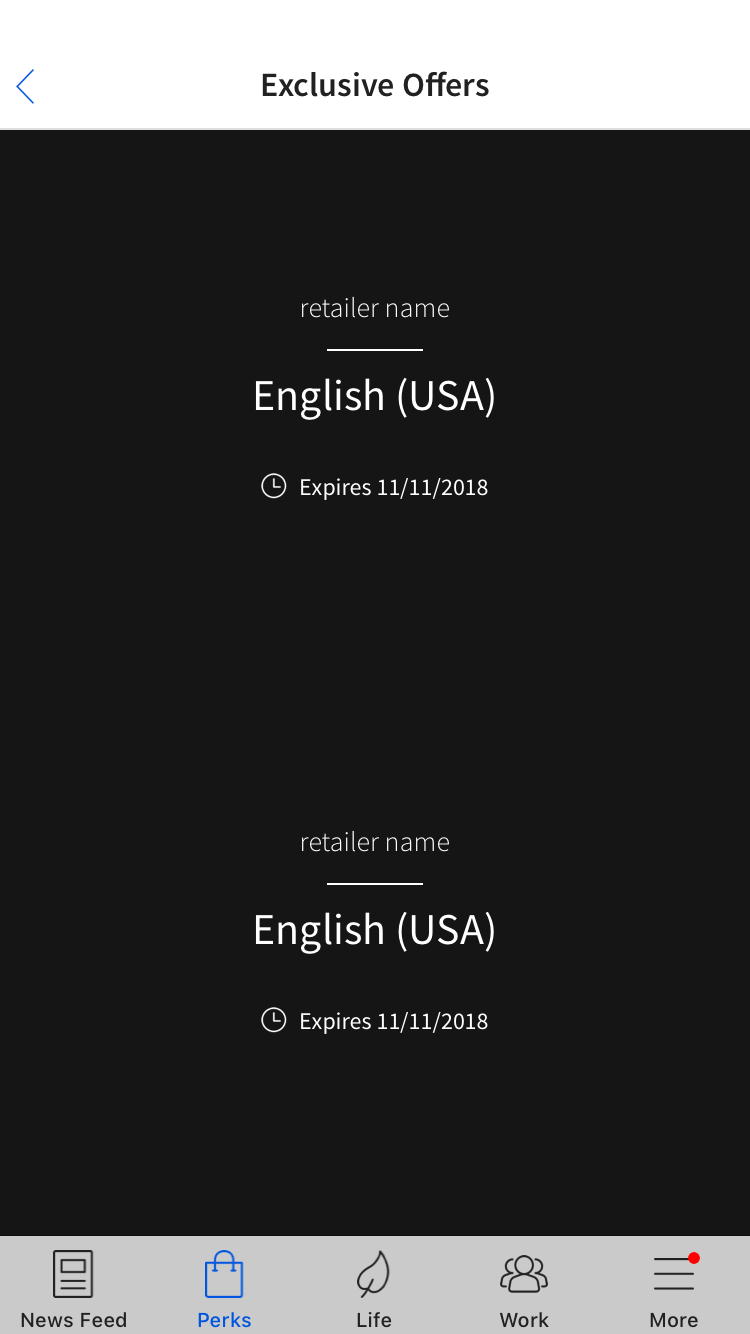 Exclusive Offers
retailer name
English (USA)
Expires 11/11/2018
retailer name
English (USA)
Expires 11/11/2018
News Feed
Perks
Life
Work
More